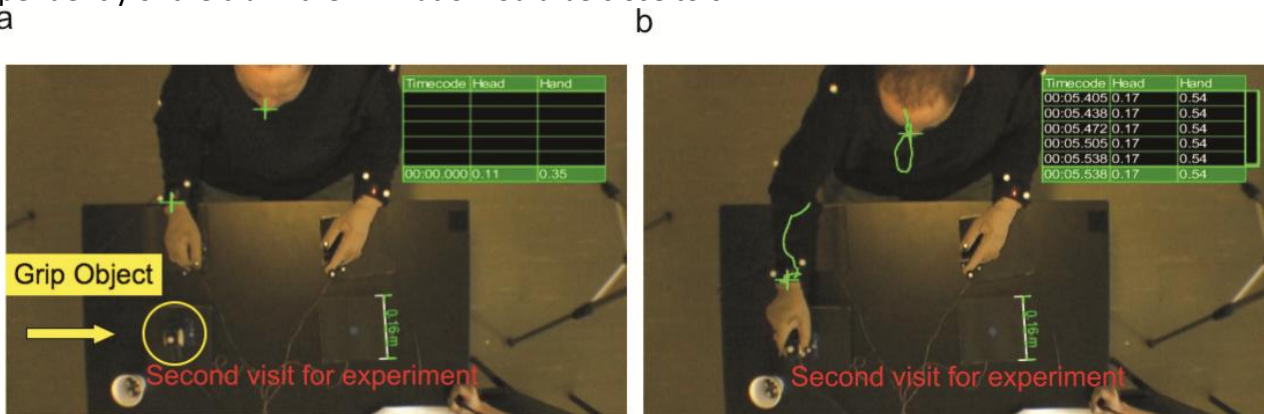 a
b
Timecode Head Hand
00:00.000 0.11 0.35
Grip Object
0.16 m
Second visit for experiment
Timecode Head Hand
00:05.405 0.17 0.54
00:05.438 0.17 0.54
00:05.472 0.17 0.54
00:05.505 0.17 0.54
00:05.538 0.17 0.54
00:05.538 0.17 0.54
0.16 m
Second visit for experiment